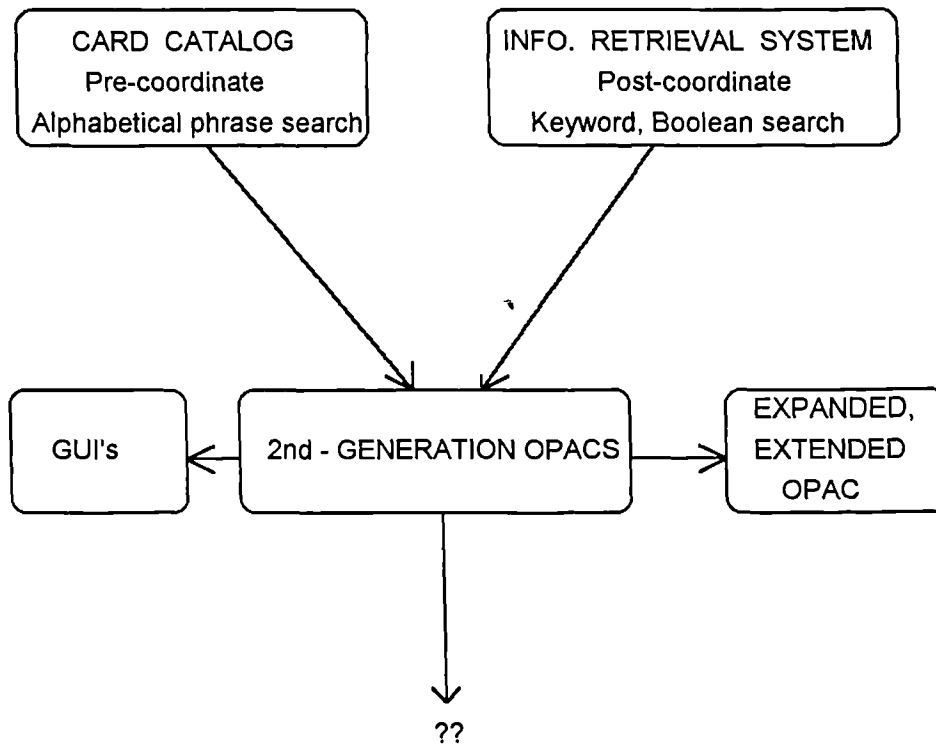 CARD CATALOG
Pre-coordinate
Alphabetical phrase search
INFO. RETRIEVAL SYSTEM
Post-coordinate
Keyword, Boolean search
GUI's
2nd - GENERATION OPACS
EXPANDED,
EXTENDED
OPAC
??